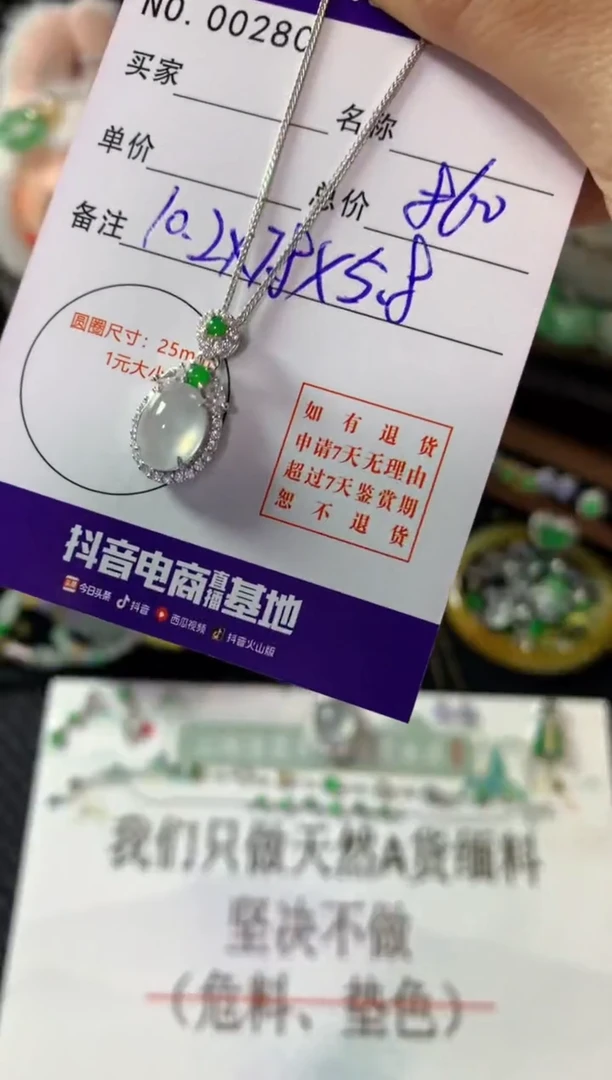 NO. 00280
买家
名称
单价
总价 860
备注 10.2x7.8x5.8
圆圈尺寸：25m
1元大小
如有退货
申请7天无理由
超过7天鉴赏期
恕不退货
抖音电商直播基地
今日头条 抖音 西瓜视频 抖音火山版
我们只做天然A货缅料
坚决不做
（危料、垫色）